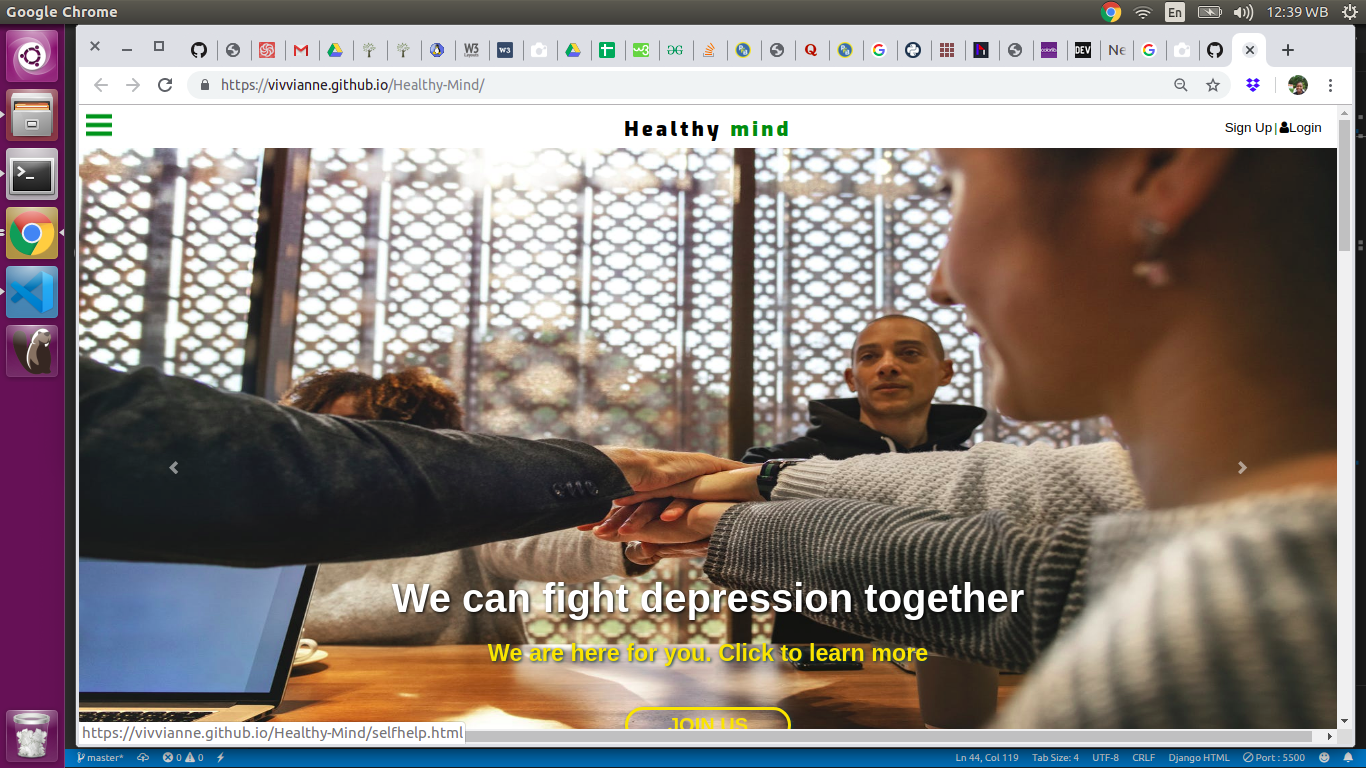 Google Chrome
En
12:39 WB
W3
W3
DEV
Ne
https://vivvianne.github.io/Healthy-Mind/
Healthy mind
Sign Up | Login
We can fight depression together
We are here for you. Click to learn more
JOIN US
https://vivvianne.github.io/Healthy-Mind/selfhelp.html
master*
0 0
Ln 44, Col 119
Tab Size: 4
UTF-8
CRLF
Django HTML
Port : 5500